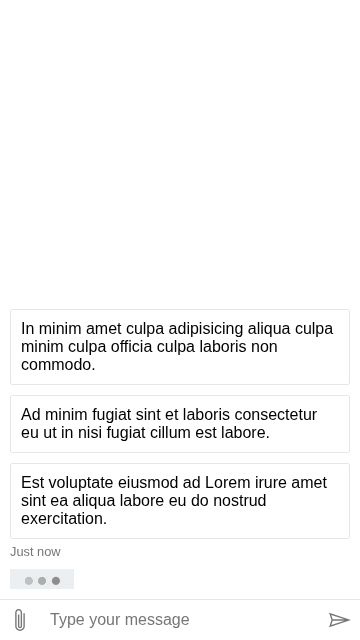 In minim amet culpa adipisicing aliqua culpa
minim culpa officia culpa laboris non
commodo.
Ad minim fugiat sint et laboris consectetur
eu ut in nisi fugiat cillum est labore.
Est voluptate eiusmod ad Lorem irure amet
sint ea aliqua labore eu do nostrud
exercitation.
Just now
Type your message